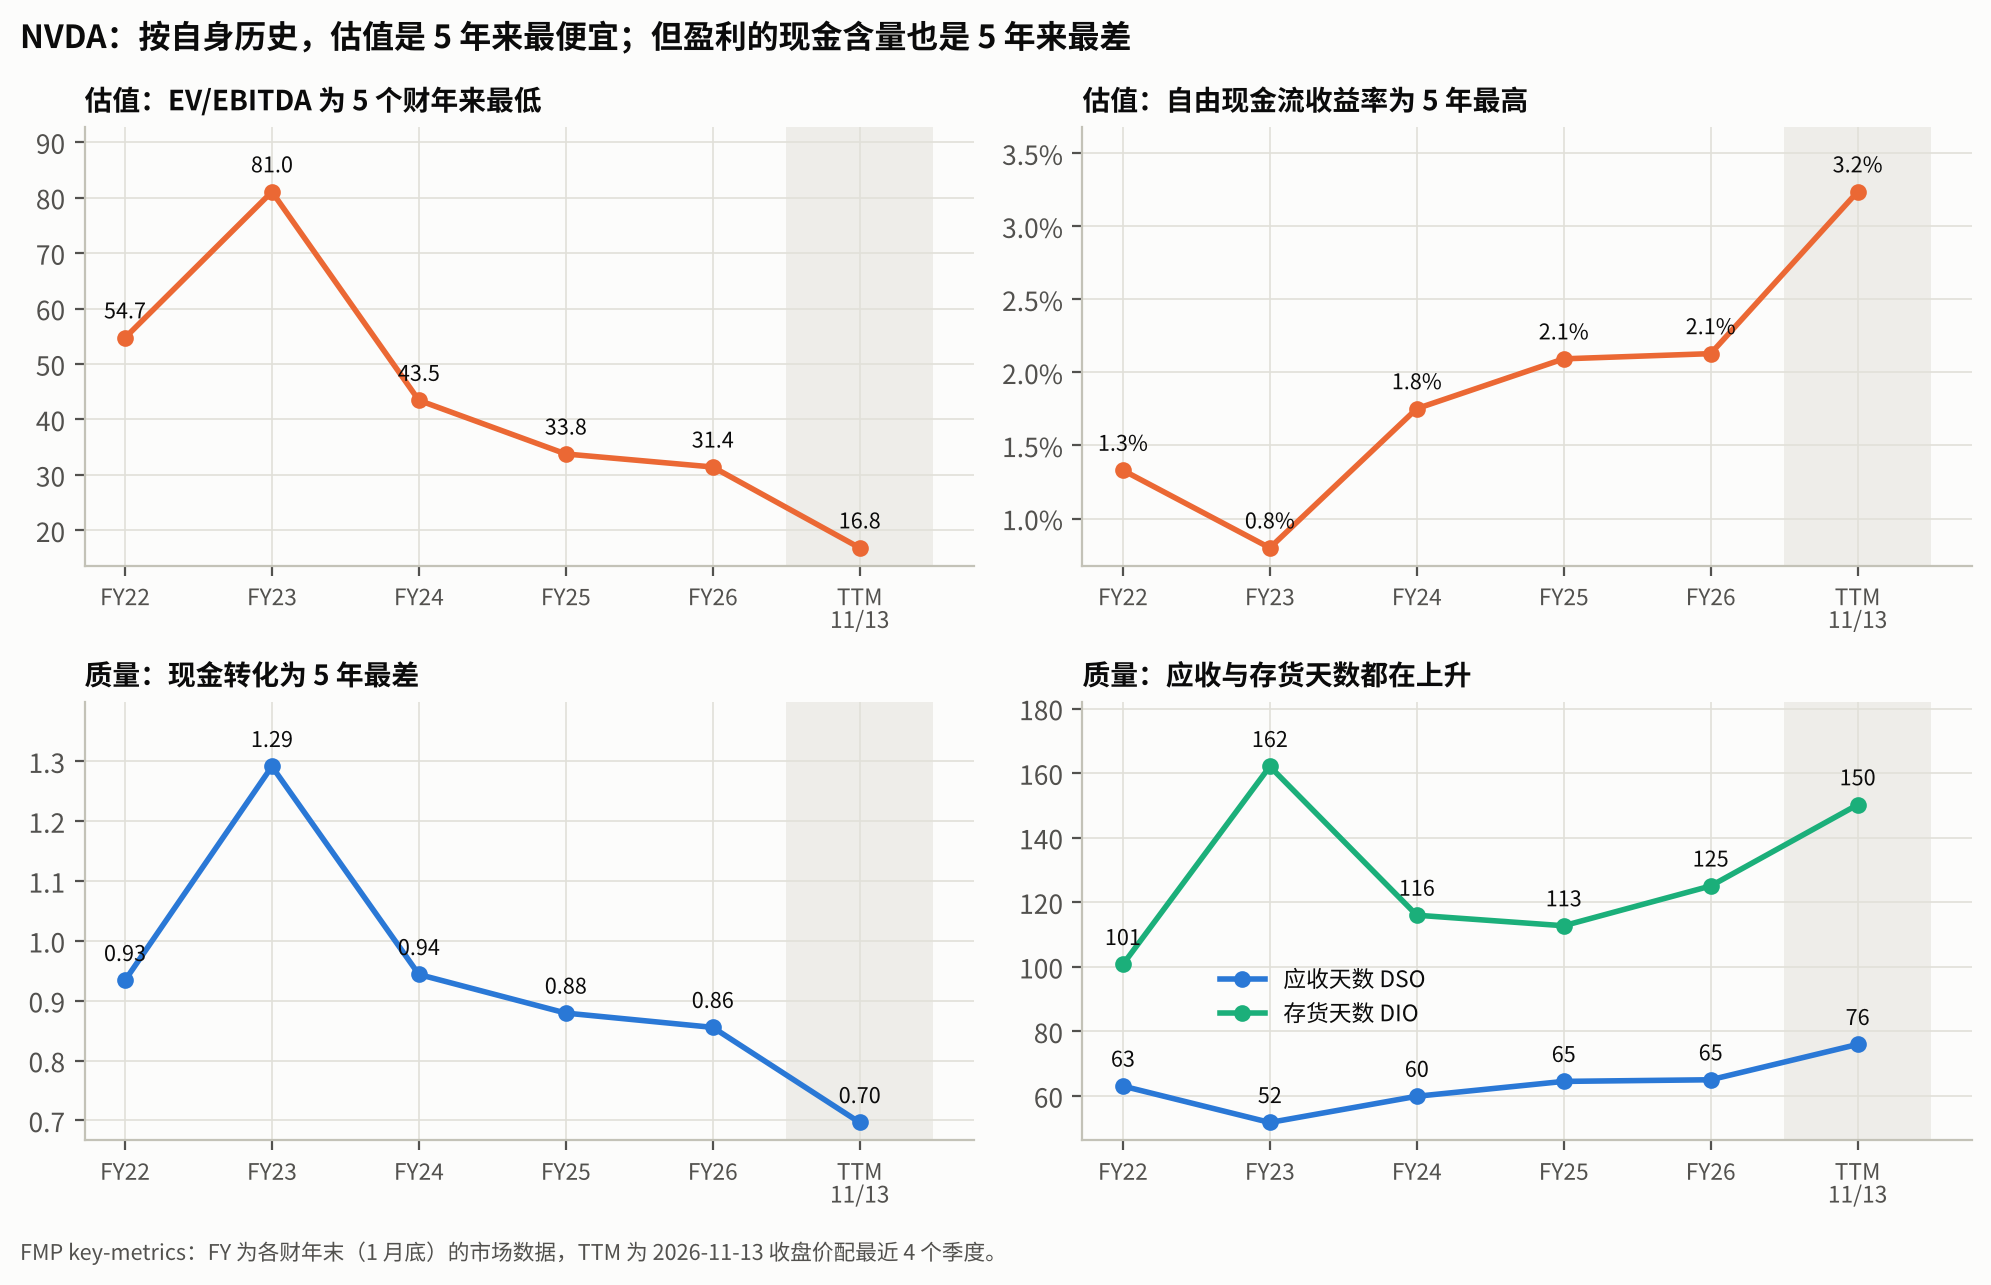 NVDA：按自身历史，估值是 5 年来最便宜；但盈利的现金含量也是 5 年来最差
估值：EV/EBITDA 为 5 个财年来最低
90
80
70
60
50
40
30
20
54.7
81.0
43.5
33.8
31.4
16.8
FY22
FY23
FY24
FY25
FY26
TTM
11/13
估值：自由现金流收益率为 5 年最高
3.5%
3.0%
2.5%
2.0%
1.5%
1.0%
1.3%
0.8%
1.8%
2.1%
2.1%
3.2%
FY22
FY23
FY24
FY25
FY26
TTM
11/13
质量：现金转化为 5 年最差
1.3
1.2
1.1
1.0
0.9
0.8
0.7
0.93
1.29
0.94
0.88
0.86
0.70
FY22
FY23
FY24
FY25
FY26
TTM
11/13
质量：应收与存货天数都在上升
180
160
140
120
100
80
60
101
162
116
113
125
150
应收天数 DSO
存货天数 DIO
63
52
60
65
65
76
FY22
FY23
FY24
FY25
FY26
TTM
11/13
FMP key-metrics：FY 为各财年末（1 月底）的市场数据，TTM 为 2026-11-13 收盘价配最近 4 个季度。